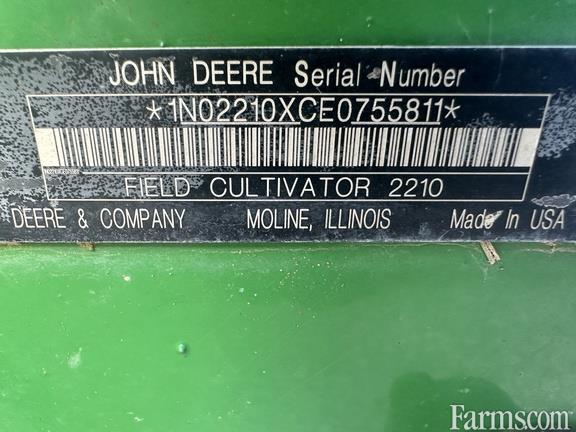 JOHN DEERE Serial Number
*1N02210XCE0755811*
FIELD CULTIVATOR 2210
DEERE & COMPANY MOLINE, ILLINOIS Made In USA
Farms.com